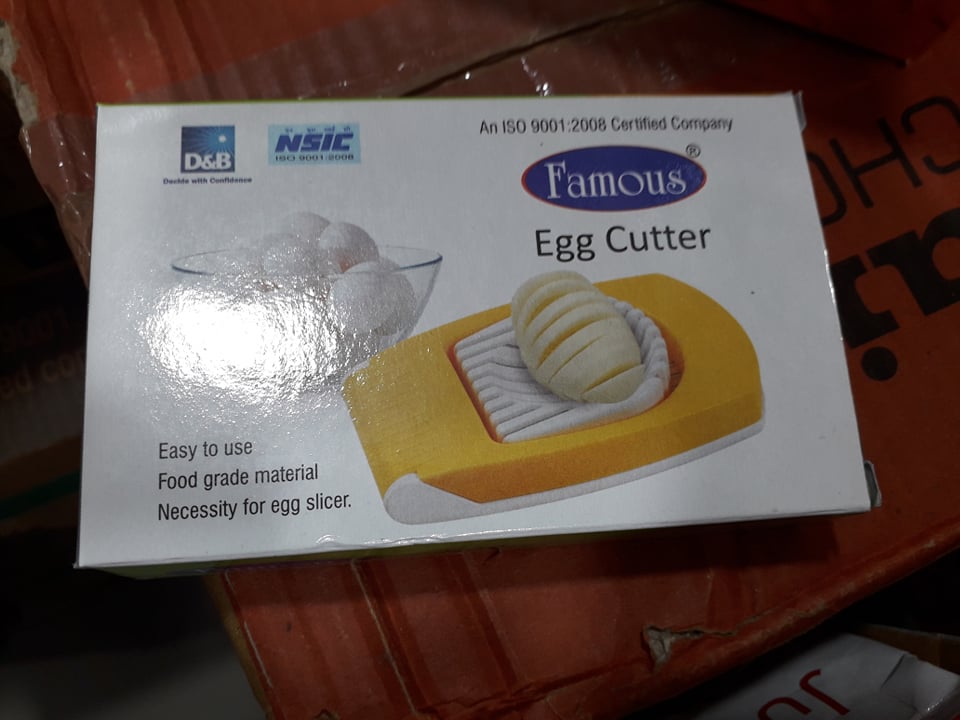 D&B
Decide with Confidence
NSIC
ISO 9001:2008
An ISO 9001:2008 Certified Company
Famous®
Egg Cutter
Easy to use
Food grade material
Necessity for egg slicer.